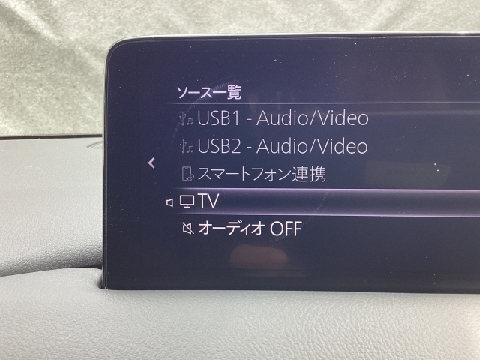 ソース一覧
USB1 - Audio/Video
USB2 - Audio/Video
スマートフォン連携
TV
オーディオ OFF